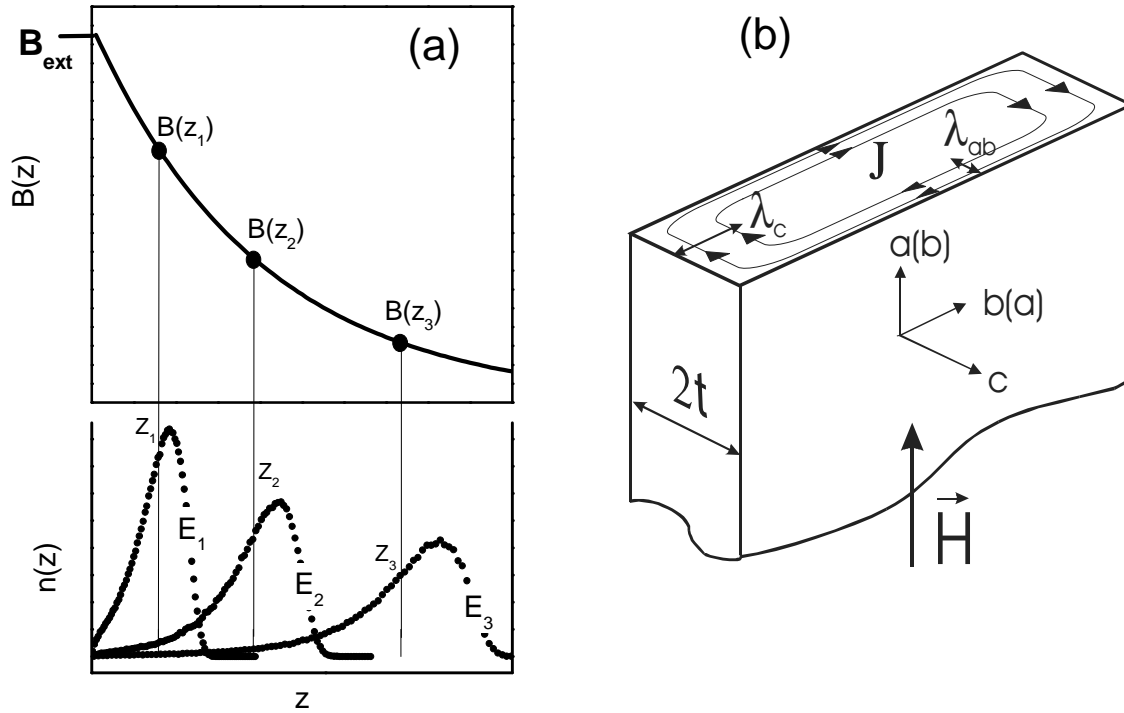 (a)
B_ext
B(z_1)
B(z_2)
B(z_3)
B(z)
z_1
z_2
z_3
E_1
E_2
E_3
n(z)
z
(b)
λ_ab
J
λ_c
a(b)
b(a)
c
2t
H⃗